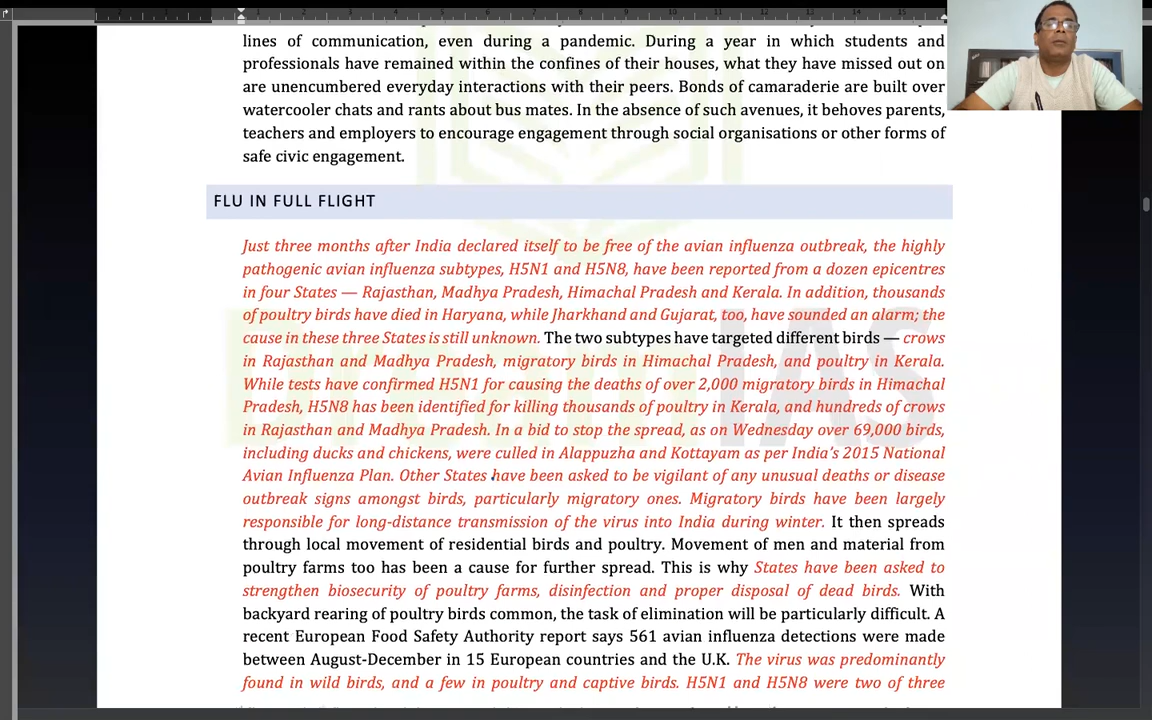 lines of communication, even during a pandemic. During a year in which students and
professionals have remained within the confines of their houses, what they have missed out on
are unencumbered everyday interactions with their peers. Bonds of camaraderie are built over
watercooler chats and rants about bus mates. In the absence of such avenues, it behoves parents,
teachers and employers to encourage engagement through social organisations or other forms of
safe civic engagement.
FLU IN FULL FLIGHT
Just three months after India declared itself to be free of the avian influenza outbreak, the highly
pathogenic avian influenza subtypes, H5N1 and H5N8, have been reported from a dozen epicentres
in four States — Rajasthan, Madhya Pradesh, Himachal Pradesh and Kerala. In addition, thousands
of poultry birds have died in Haryana, while Jharkhand and Gujarat, too, have sounded an alarm; the
cause in these three States is still unknown. The two subtypes have targeted different birds — crows
in Rajasthan and Madhya Pradesh, migratory birds in Himachal Pradesh, and poultry in Kerala.
While tests have confirmed H5N1 for causing the deaths of over 2,000 migratory birds in Himachal
Pradesh, H5N8 has been identified for killing thousands of poultry in Kerala, and hundreds of crows
in Rajasthan and Madhya Pradesh. In a bid to stop the spread, as on Wednesday over 69,000 birds,
including ducks and chickens, were culled in Alappuzha and Kottayam as per India's 2015 National
Avian Influenza Plan. Other States have been asked to be vigilant of any unusual deaths or disease
outbreak signs amongst birds, particularly migratory ones. Migratory birds have been largely
responsible for long-distance transmission of the virus into India during winter. It then spreads
through local movement of residential birds and poultry. Movement of men and material from
poultry farms too has been a cause for further spread. This is why States have been asked to
strengthen biosecurity of poultry farms, disinfection and proper disposal of dead birds. With
backyard rearing of poultry birds common, the task of elimination will be particularly difficult. A
recent European Food Safety Authority report says 561 avian influenza detections were made
between August-December in 15 European countries and the U.K. The virus was predominantly
found in wild birds, and a few in poultry and captive birds. H5N1 and H5N8 were two of three